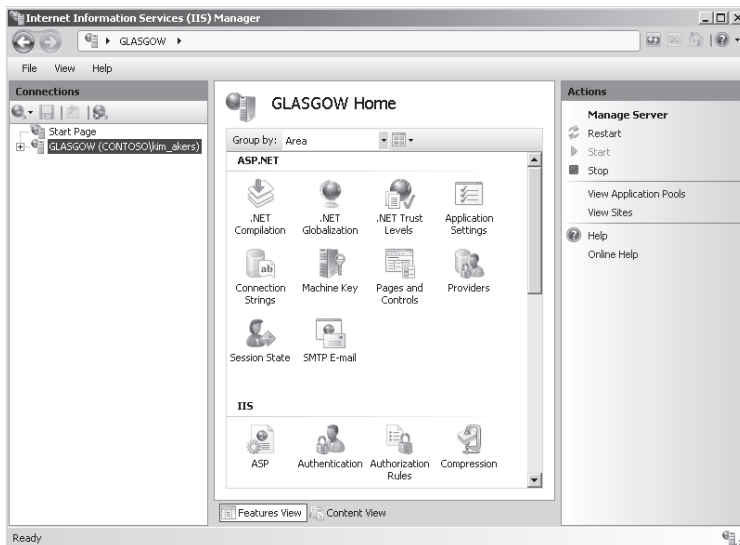 Internet Information Services (IIS) Manager
GLASGOW
File View Help
Connections
Start Page
GLASGOW (CONTOSO\kim_akers)
GLASGOW Home
Group by: Area
ASP.NET
.NET Compilation
.NET Globalization
.NET Trust Levels
Application Settings
ab
Connection Strings
Machine Key
Pages and Controls
Providers
Session State
SMTP E-mail
IIS
ASP
Authentication
Authorization Rules
Compression
Features View
Content View
Actions
Manage Server
Restart
Start
Stop
View Application Pools
View Sites
Help
Online Help
Ready